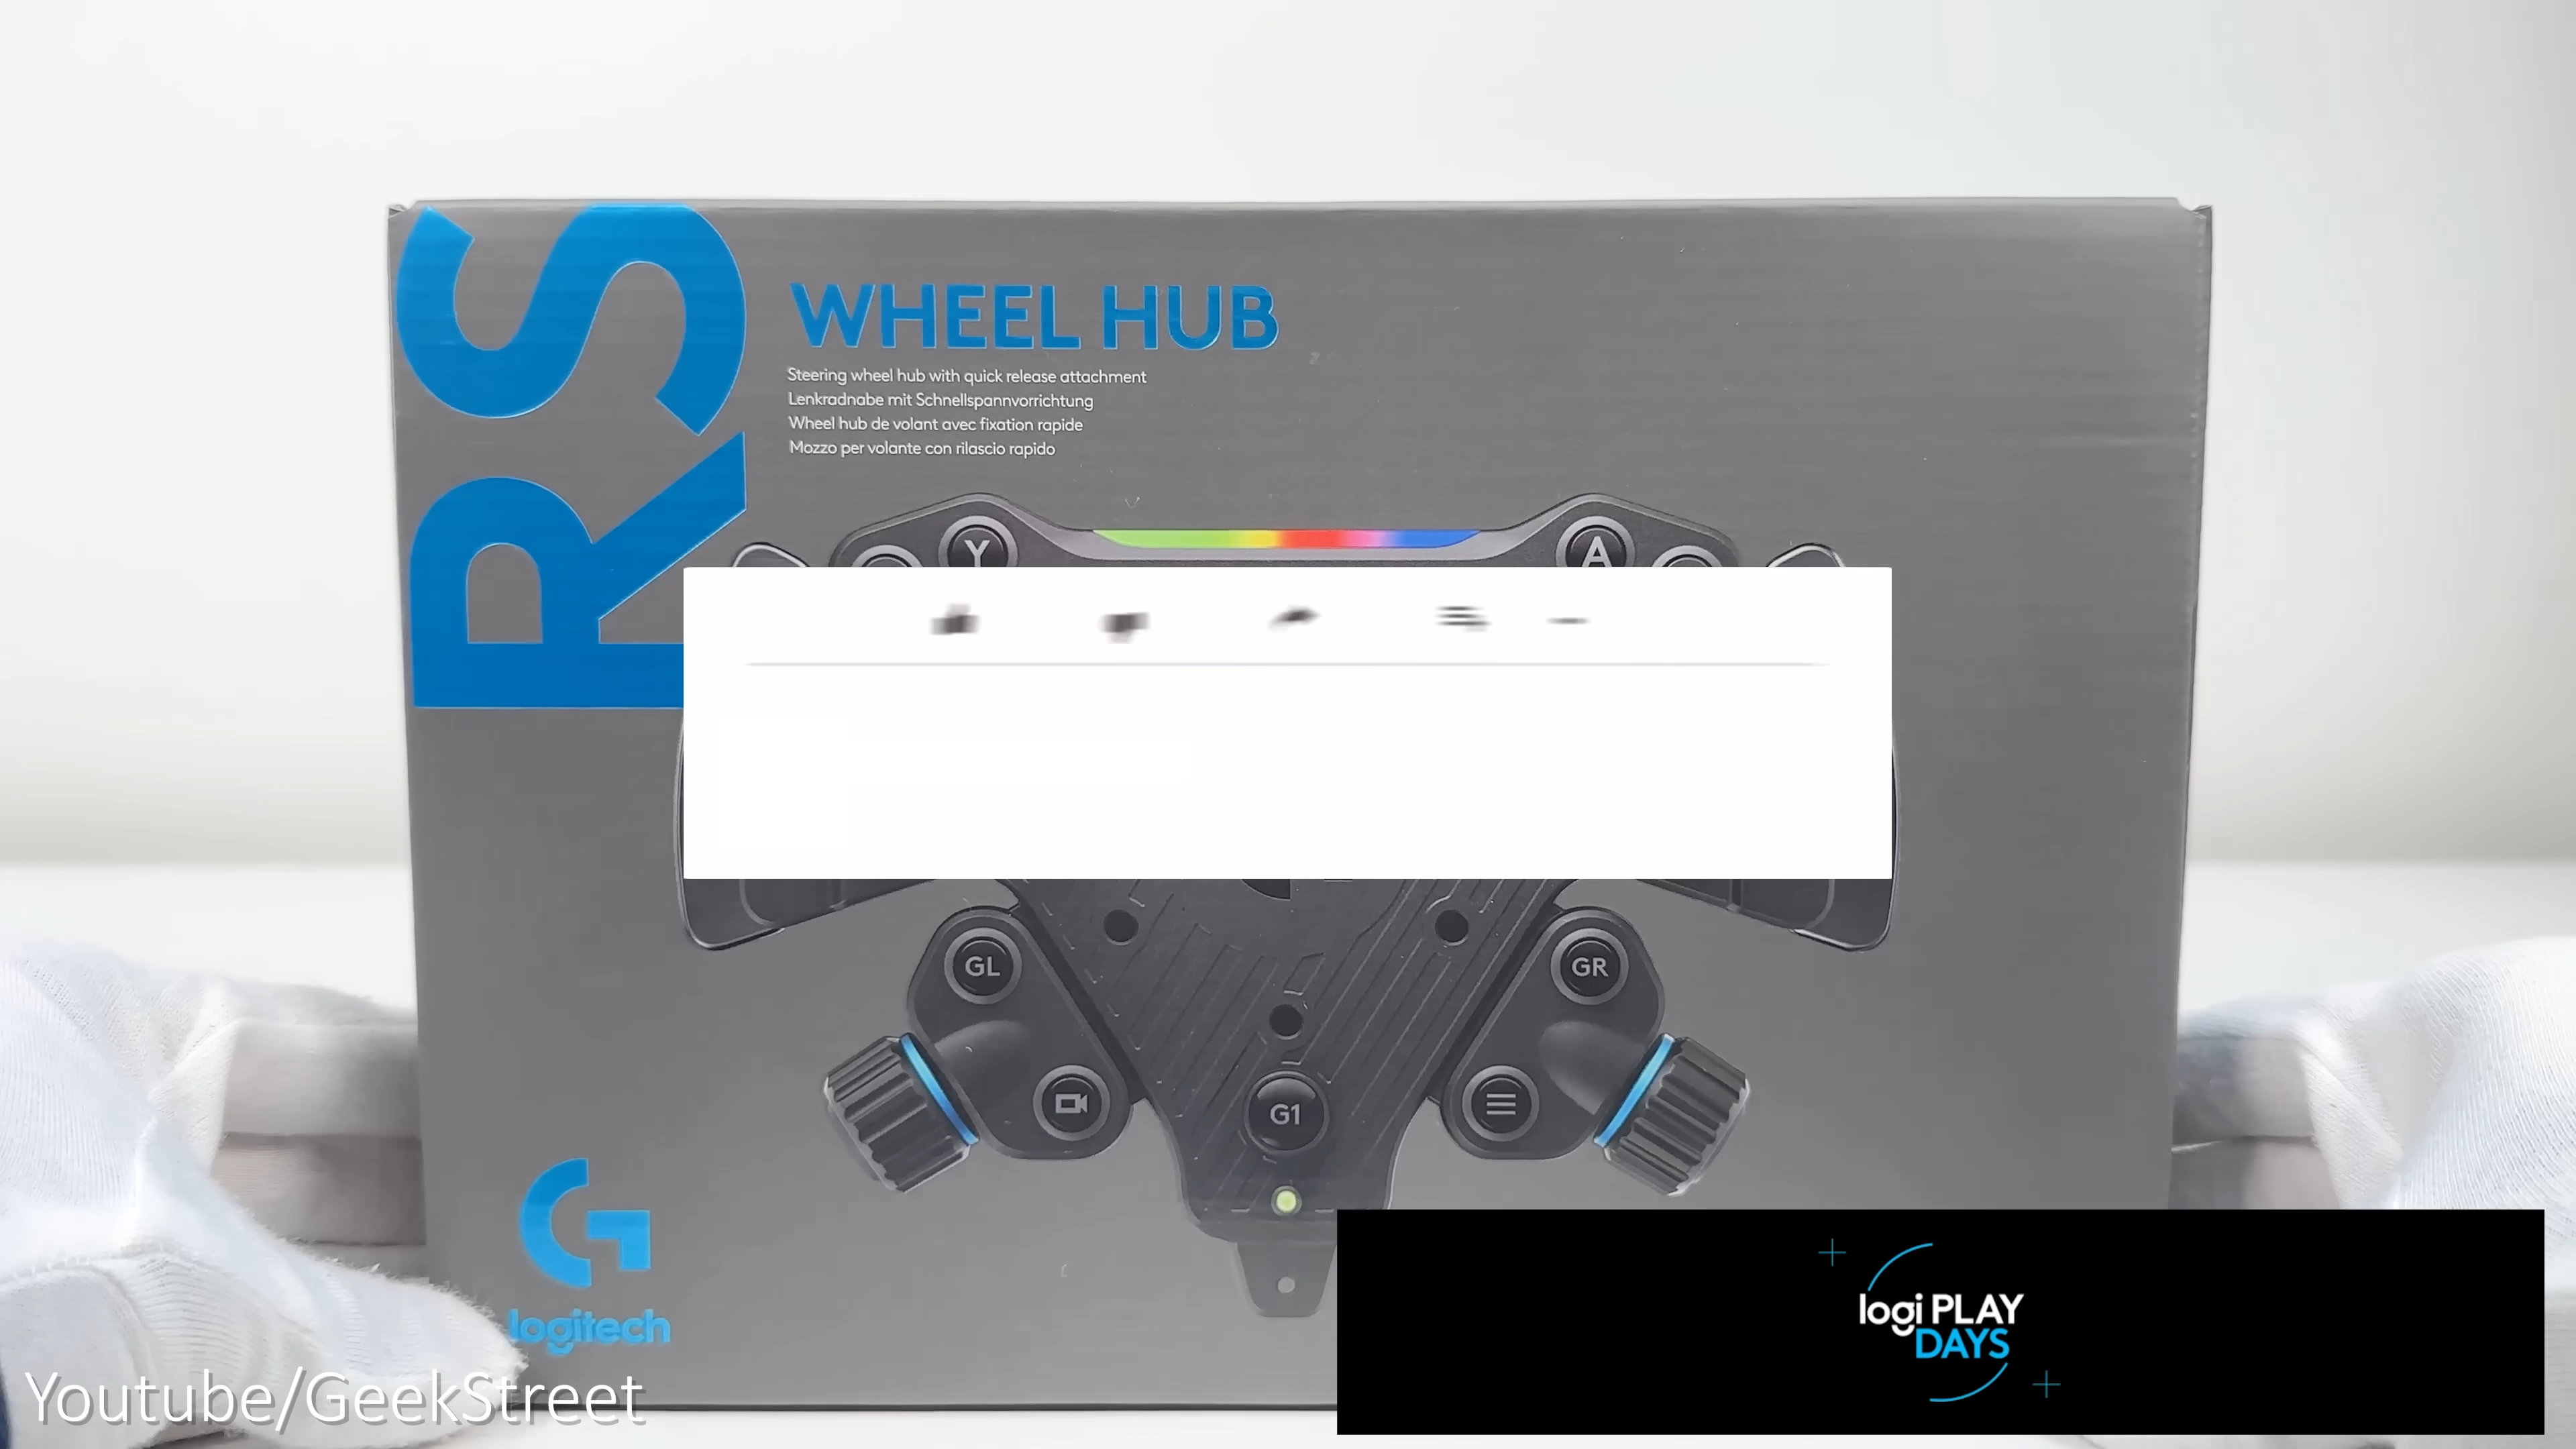 RS
WHEEL HUB
Steering wheel hub with quick release attachment
Lenkradnabe mit Schnellspannvorrichtung
Wheel hub de volant avec fixation rapide
Mozzo per volante con rilascio rapido
Y
A
GL
GR
G1
logitech
logi PLAY
DAYS
Youtube/GeekStreet